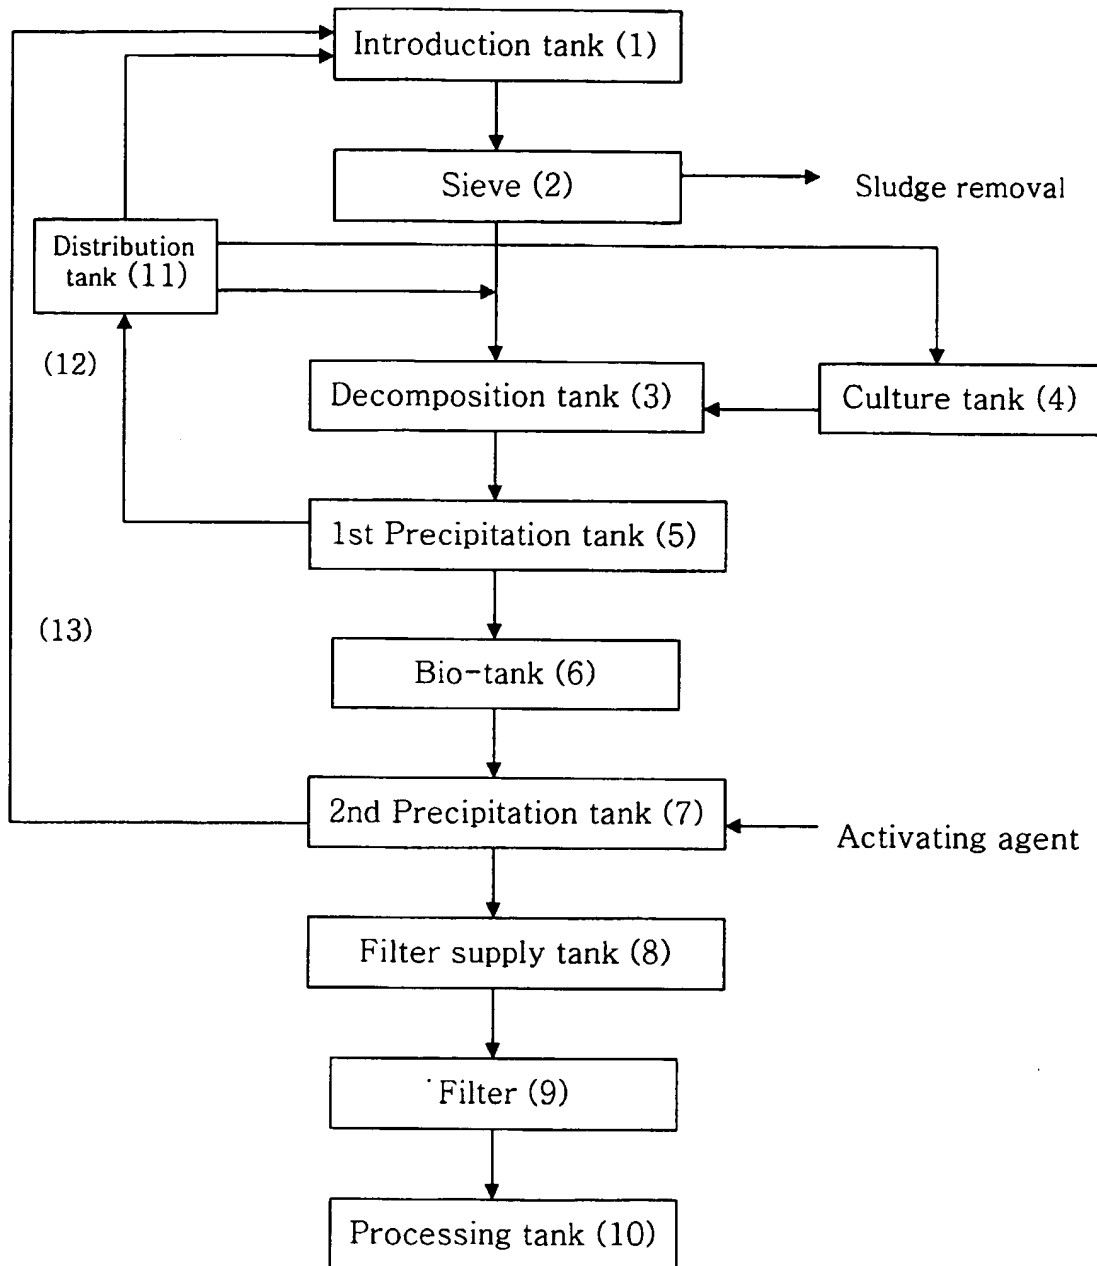 Introduction tank (1)
Sieve (2)
Sludge removal
Distribution
tank (11)
(12)
Decomposition tank (3)
Culture tank (4)
1st Precipitation tank (5)
(13)
Bio-tank (6)
2nd Precipitation tank (7)
Activating agent
Filter supply tank (8)
Filter (9)
Processing tank (10)